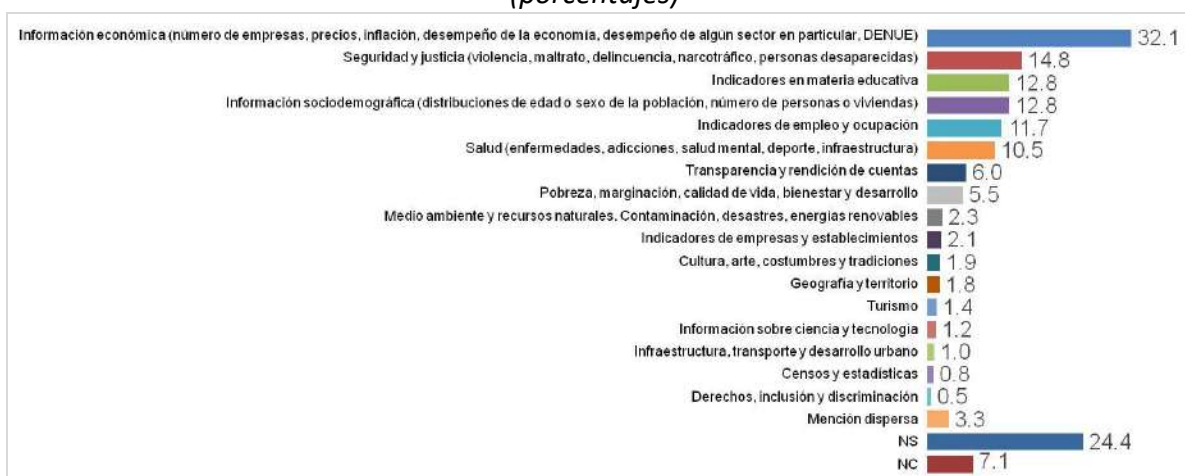 (porcentajes)
Información económica (número de empresas, precios, inflación, desempeño de la economía, desempeño de algún sector en particular, DENUE) 32.1
Seguridad y justicia (violencia, maltrato, delincuencia, narcotráfico, personas desaparecidas) 14.8
Indicadores en materia educativa 12.8
Información sociodemográfica (distribuciones de edad o sexo de la población, número de personas o viviendas) 12.8
Indicadores de empleo y ocupación 11.7
Salud (enfermedades, adicciones, salud mental, deporte, infraestructura) 10.5
Transparencia y rendición de cuentas 6.0
Pobreza, marginación, calidad de vida, bienestar y desarrollo 5.5
Medio ambiente y recursos naturales. Contaminación, desastres, energías renovables 2.3
Indicadores de empresas y establecimientos 2.1
Cultura, arte, costumbres y tradiciones 1.9
Geografía y territorio 1.8
Turismo 1.4
Información sobre ciencia y tecnología 1.2
Infraestructura, transporte y desarrollo urbano 1.0
Censos y estadísticas 0.8
Derechos, inclusión y discriminación 0.5
Mención dispersa 3.3
NS 24.4
NC 7.1